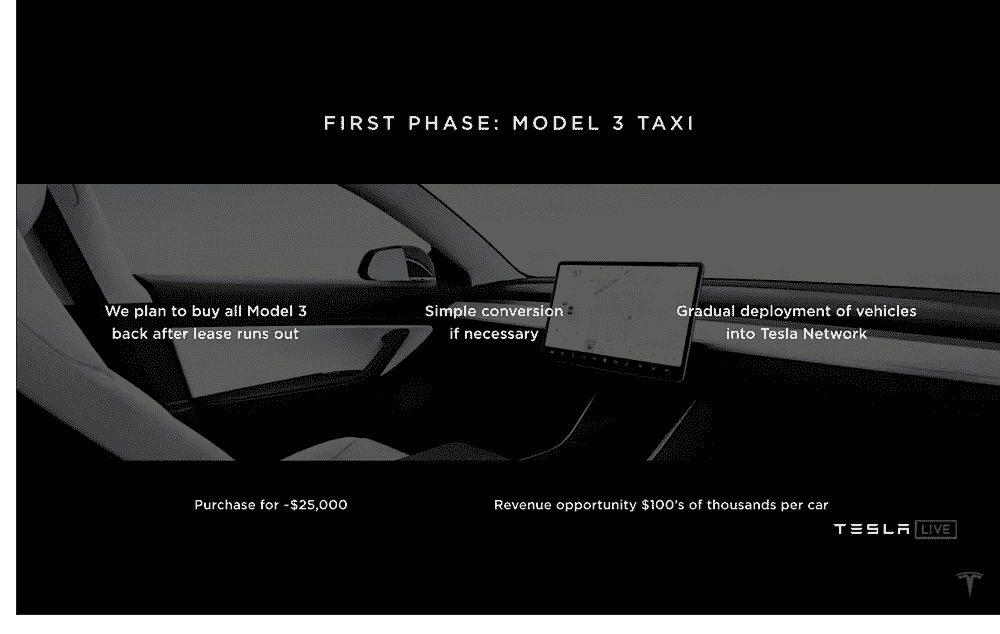 FIRST PHASE: MODEL 3 TAXI
We plan to buy all Model 3
back after lease runs out
Simple conversion
if necessary
Gradual deployment of vehicles
into Tesla Network
Purchase for ~$25,000
Revenue opportunity $100's of thousands per car
TESLA LIVE